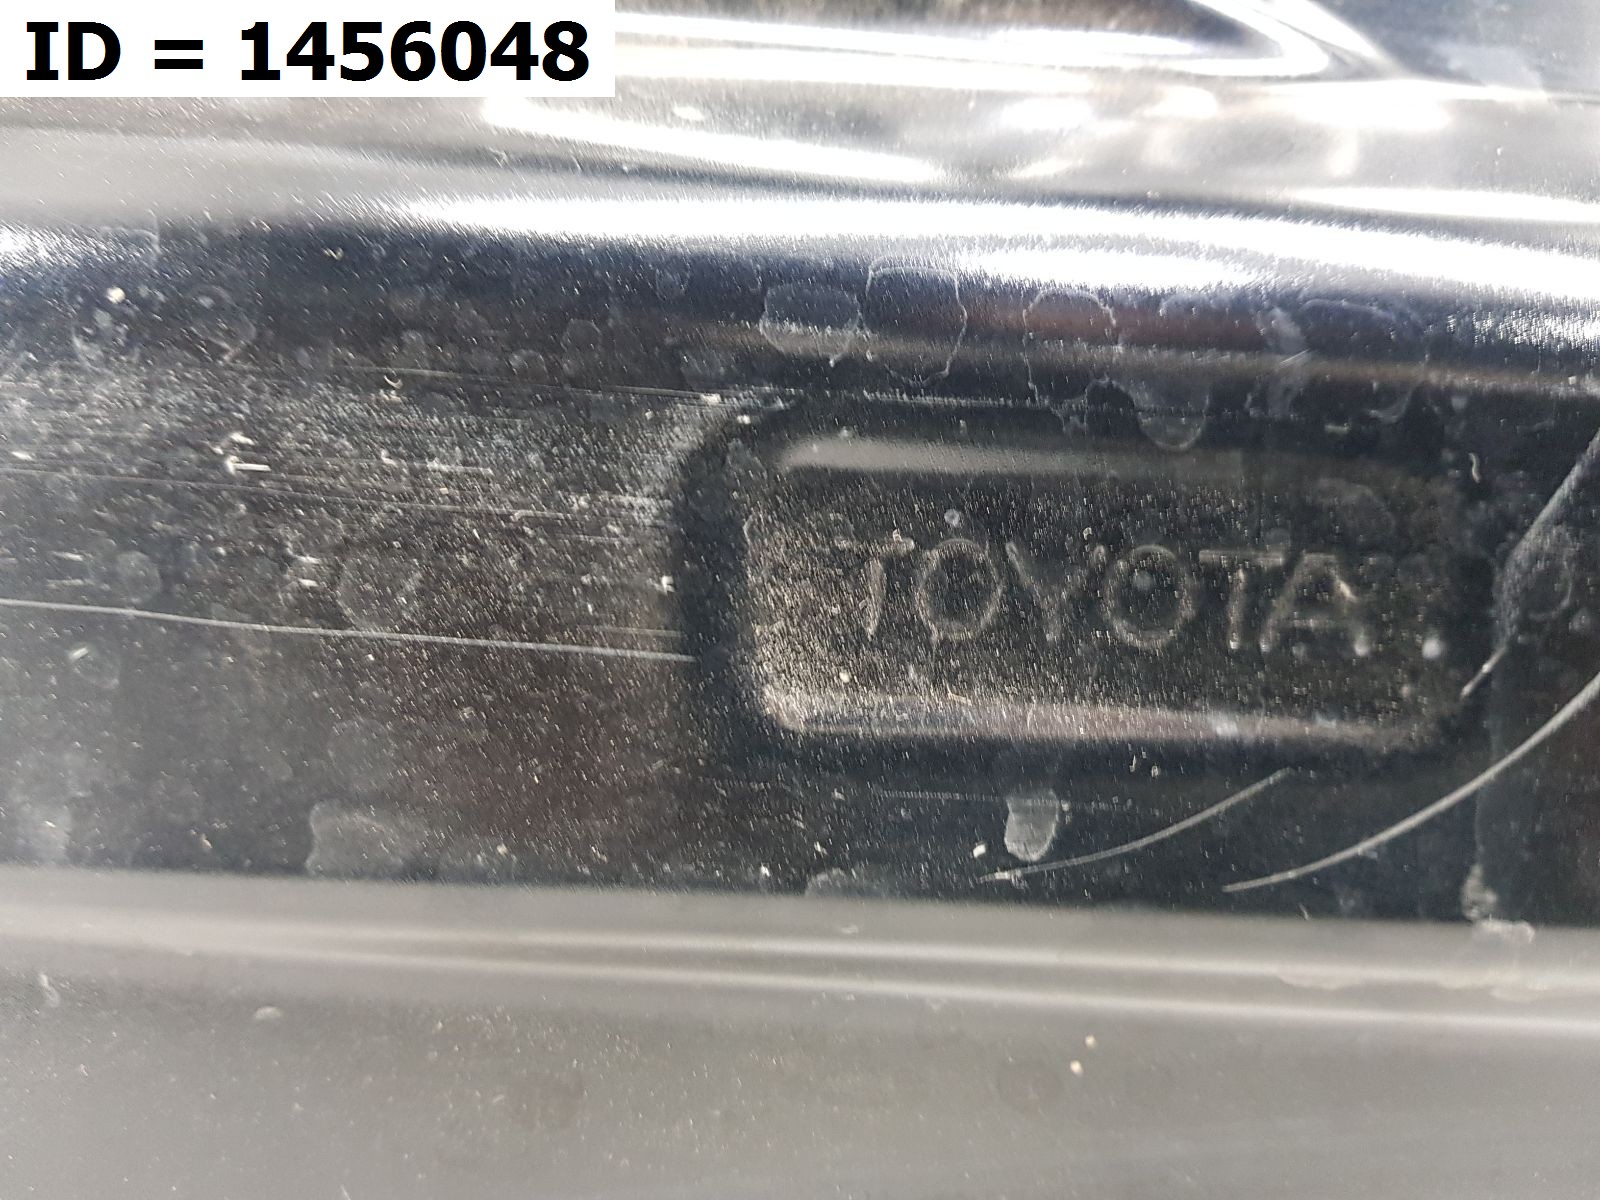 ID = 1456048
TOYOTA